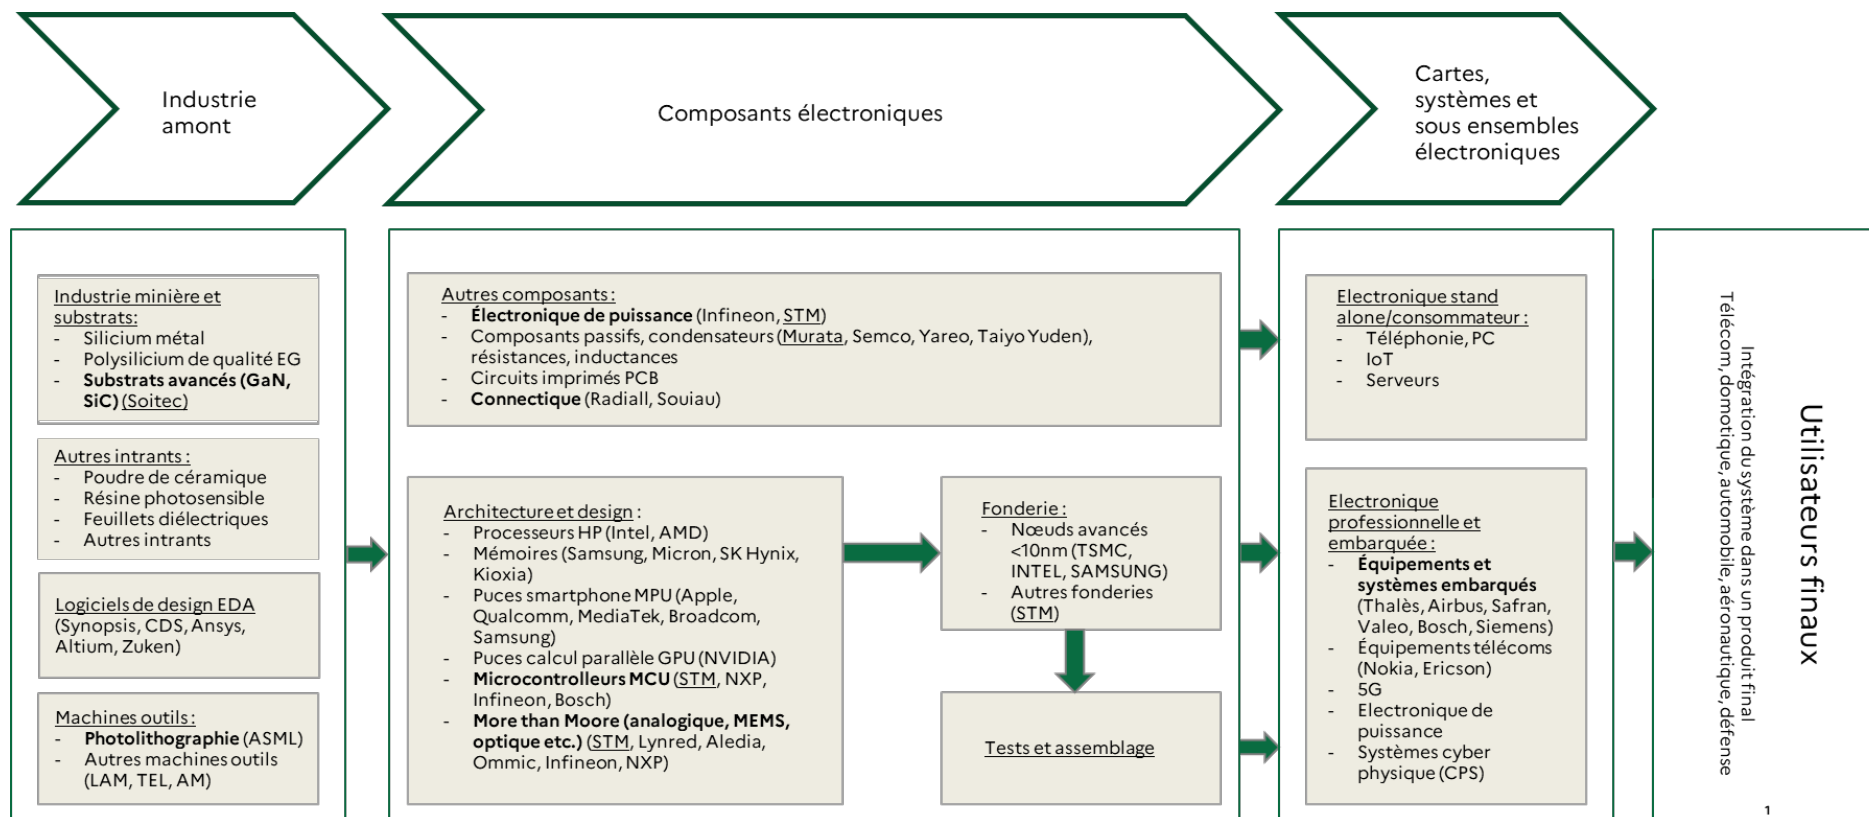 Industrie
amont
Composants électroniques
Cartes,
systèmes et
sous ensembles
électroniques
Industrie minière et
substrats:
- Silicium métal
- Polysilicium de qualité EG
- Substrats avancés (GaN,
SiC) (Soitec)
Autres intrants :
- Poudre de céramique
- Résine photosensible
- Feuillets diélectriques
- Autres intrants
Logiciels de design EDA
(Synopsis, CDS, Ansys,
Altium, Zuken)
Machines outils :
- Photolithographie (ASML)
- Autres machines outils
(LAM, TEL, AM)
Autres composants :
- Électronique de puissance (Infineon, STM)
- Composants passifs, condensateurs (Murata, Semco, Yareo, Taiyo Yuden),
résistances, inductances
- Circuits imprimés PCB
- Connectique (Radiall, Souiau)
Architecture et design :
- Processeurs HP (Intel, AMD)
- Mémoires (Samsung, Micron, SK Hynix,
Kioxia)
- Puces smartphone MPU (Apple,
Qualcomm, MediaTek, Broadcom,
Samsung)
- Puces calcul parallèle GPU (NVIDIA)
- Microcontrolleurs MCU (STM, NXP,
Infineon, Bosch)
- More than Moore (analogique, MEMS,
optique etc.) (STM, Lynred, Aledia,
Ommic, Infineon, NXP)
Fonderie :
- Nœuds avancés
<10nm (TSMC,
INTEL, SAMSUNG)
- Autres fonderies
(STM)
Tests et assemblage
Electronique stand
alone/consommateur :
- Téléphonie, PC
- IoT
- Serveurs
Electronique
professionnelle et
embarquée :
- Équipements et
systèmes embarqués
(Thalès, Airbus, Safran,
Valeo, Bosch, Siemens)
- Équipements télécoms
(Nokia, Ericson)
- 5G
- Electronique de
puissance
- Systèmes cyber
physique (CPS)
Utilisateurs finaux
Intégration du système dans un produit final
Télécom, domotique, automobile, aéronautique, défense
1